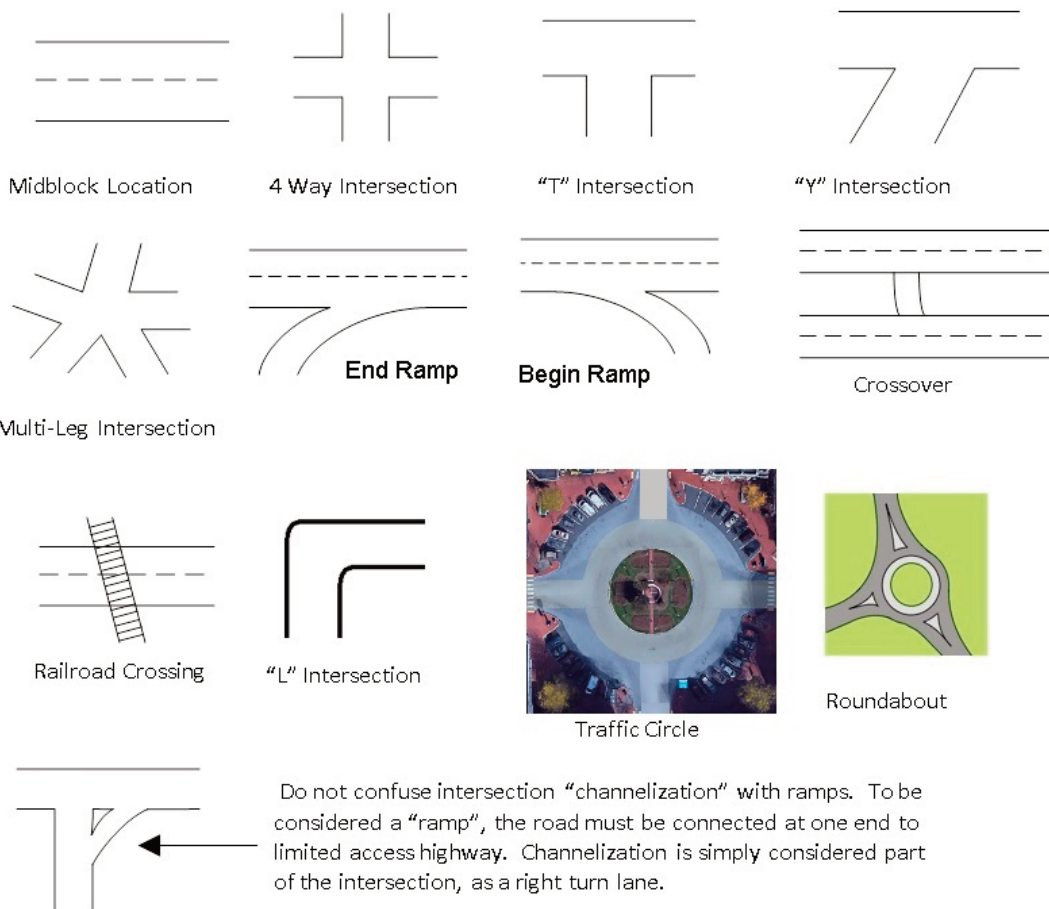 Midblock Location
4 Way Intersection
“T” Intersection
“Y” Intersection
End Ramp
Begin Ramp
Crossover
Multi-Leg Intersection
Railroad Crossing
“L” Intersection
Traffic Circle
Roundabout
Do not confuse intersection “channelization” with ramps. To be
considered a “ramp”, the road must be connected at one end to
limited access highway. Channelization is simply considered part
of the intersection, as a right turn lane.